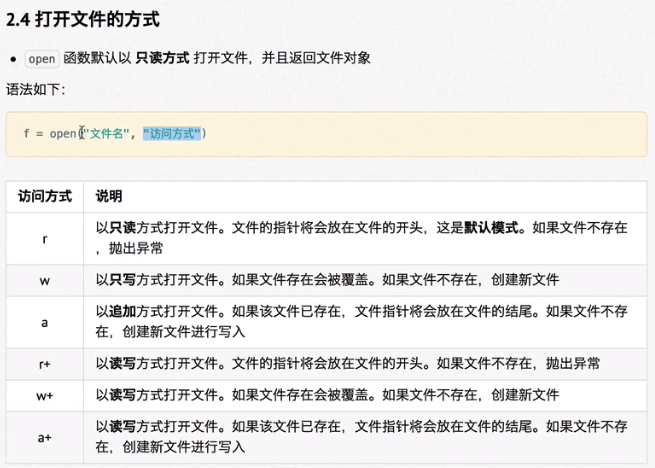 2.4 打开文件的方式
• open 函数默认以 只读方式 打开文件，并且返回文件对象
语法如下：
f = open("文件名", "访问方式")
访问方式 说明
r 以只读方式打开文件。文件的指针将会放在文件的开头，这是默认模式。如果文件不存在
，抛出异常
w 以只写方式打开文件。如果文件存在会被覆盖。如果文件不存在，创建新文件
a 以追加方式打开文件。如果该文件已存在，文件指针将会放在文件的结尾。如果文件不存
在，创建新文件进行写入
r+ 以读写方式打开文件。文件的指针将会放在文件的开头。如果文件不存在，抛出异常
w+ 以读写方式打开文件。如果文件存在会被覆盖。如果文件不存在，创建新文件
a+ 以读写方式打开文件。如果该文件已存在，文件指针将会放在文件的结尾。如果文件不存
在，创建新文件进行写入